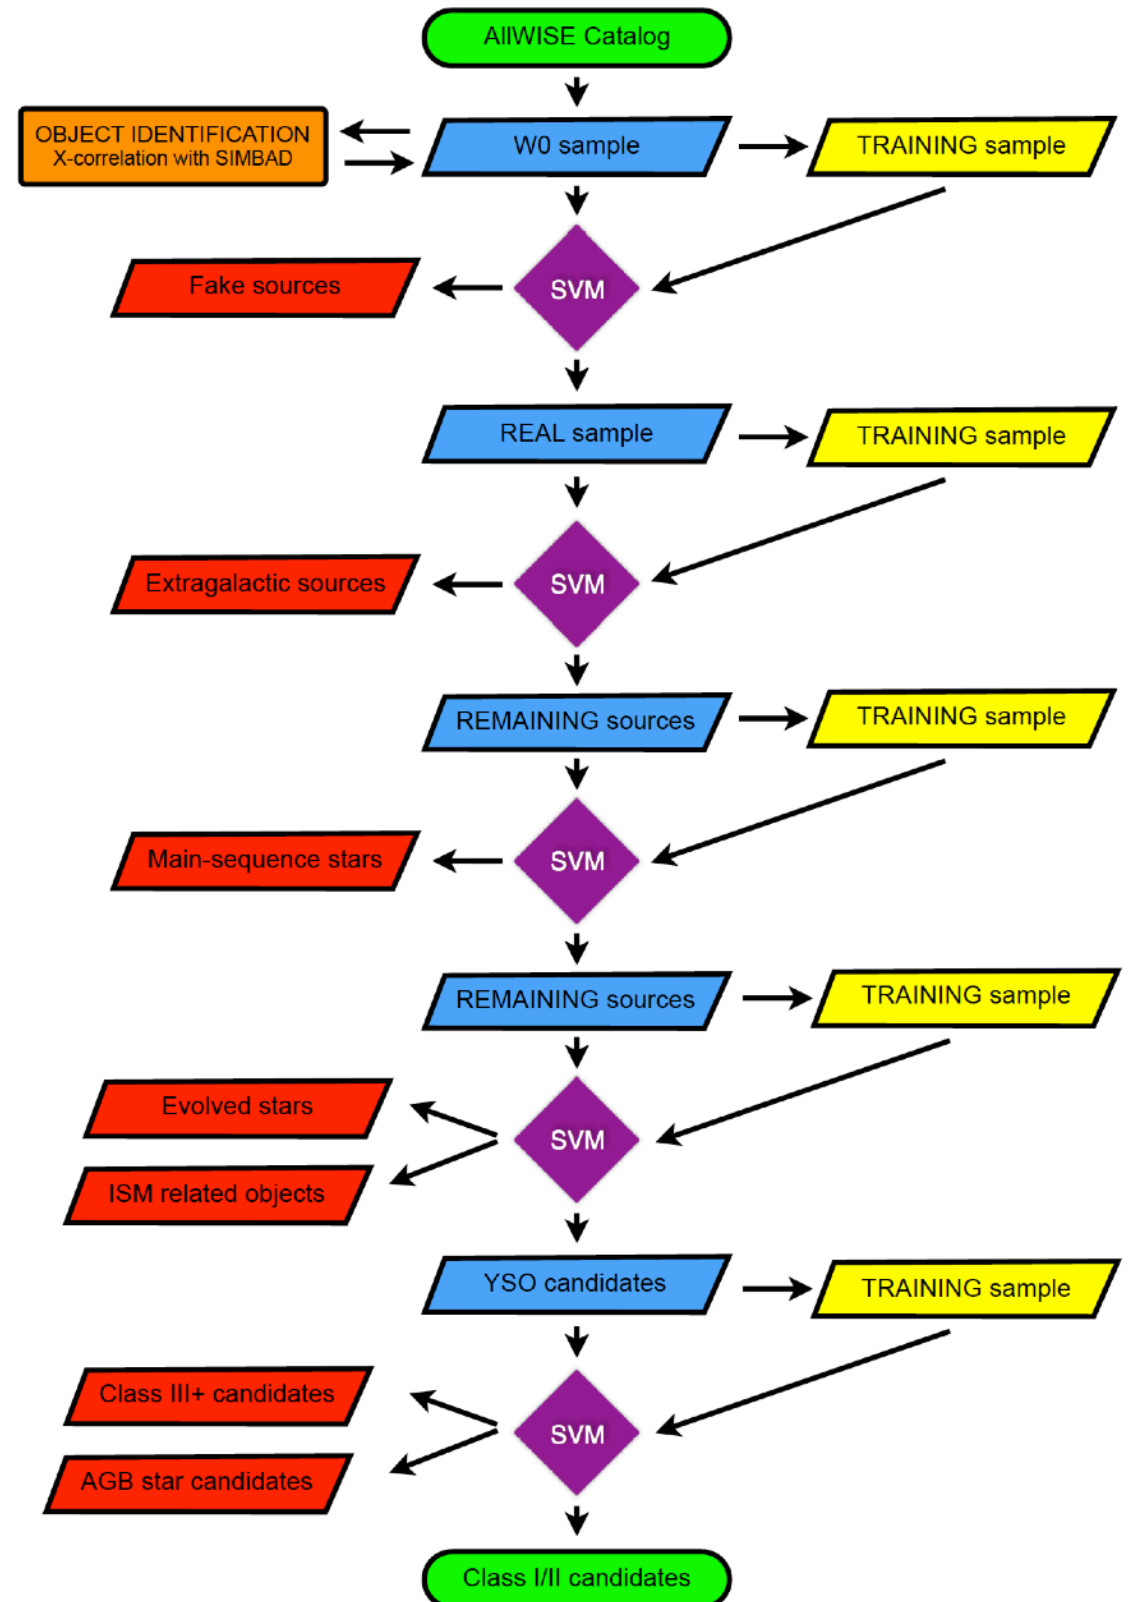 AllWISE Catalog
OBJECT IDENTIFICATION
X-correlation with SIMBAD
W0 sample
TRAINING sample
SVM
Fake sources
REAL sample
TRAINING sample
SVM
Extragalactic sources
REMAINING sources
TRAINING sample
SVM
Main-sequence stars
REMAINING sources
TRAINING sample
SVM
Evolved stars
ISM related objects
YSO candidates
TRAINING sample
SVM
Class III+ candidates
AGB star candidates
Class I/II candidates